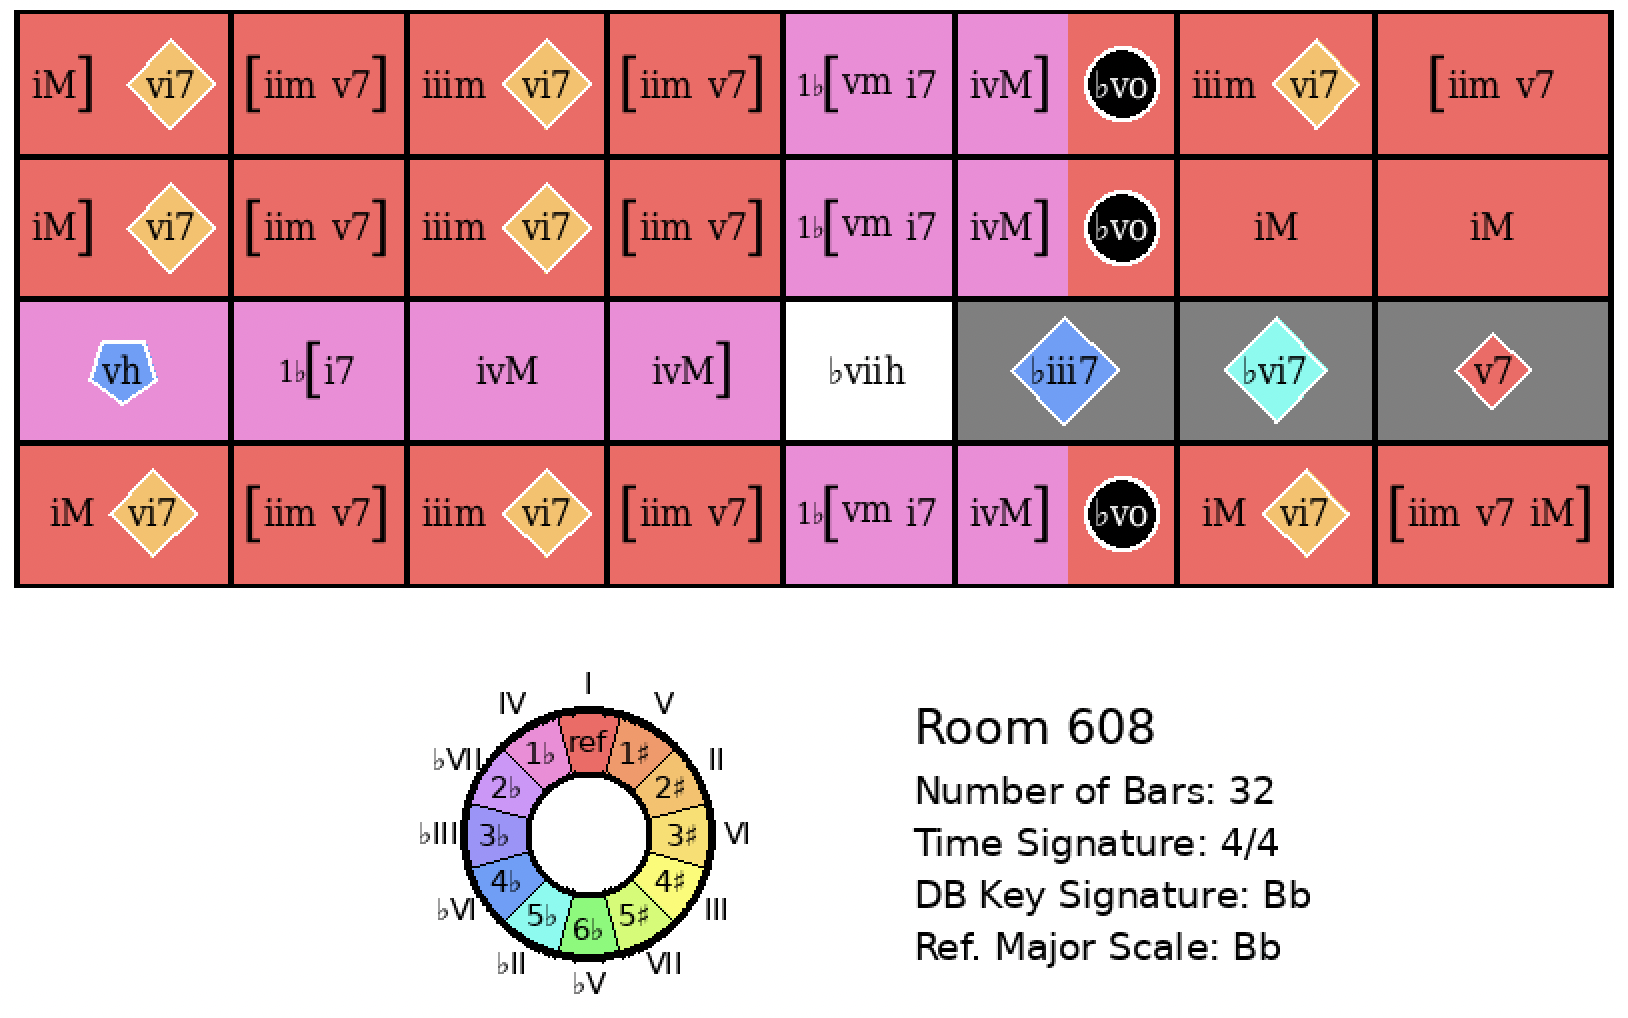 iM] vi7 [iim v7] iiim vi7 [iim v7] 1♭[vm i7 ivM] ♭vo iiim vi7 [iim v7
iM] vi7 [iim v7] iiim vi7 [iim v7] 1♭[vm i7 ivM] ♭vo iM iM
vh 1♭[i7 ivM ivM] ♭viih ♭iii7 ♭vi7 v7
iM vi7 [iim v7] iiim vi7 [iim v7] 1♭[vm i7 ivM] ♭vo iM vi7 [iim v7 iM]
I
IV V
♭VII II
♭III VI
♭VI III
♭II VII
♭V
ref
1♭ 1♯
2♭ 2♯
3♭ 3♯
4♭ 4♯
5♭ 5♯
6♭
Room 608
Number of Bars: 32
Time Signature: 4/4
DB Key Signature: Bb
Ref. Major Scale: Bb